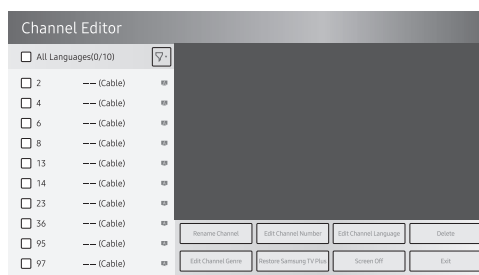 Channel Editor
All Languages(0/10)
2 −− (Cable)
4 −− (Cable)
6 −− (Cable)
8 −− (Cable)
13 −− (Cable)
14 −− (Cable)
23 −− (Cable)
36 −− (Cable)
95 −− (Cable)
97 −− (Cable)
Rename Channel Edit Channel Number Edit Channel Language Delete
Edit Channel Genre Restore Samsung TV Plus Screen Off Exit